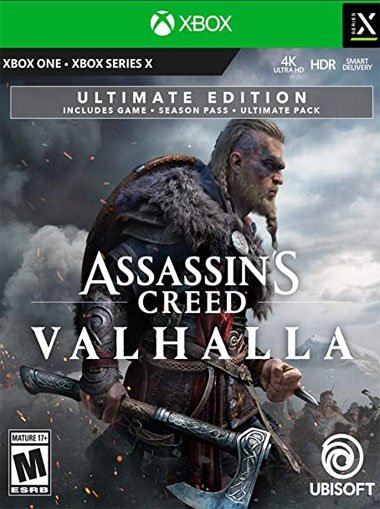 XBOX
XBOX ONE • XBOX SERIES X
4K
ULTRA HD
HDR
SMART
DELIVERY
SERIES
X
ULTIMATE EDITION
INCLUDES GAME • SEASON PASS • ULTIMATE PACK
ASSASSIN'S
CREED
VALHALLA
MATURE 17+
M
ESRB
UBISOFT